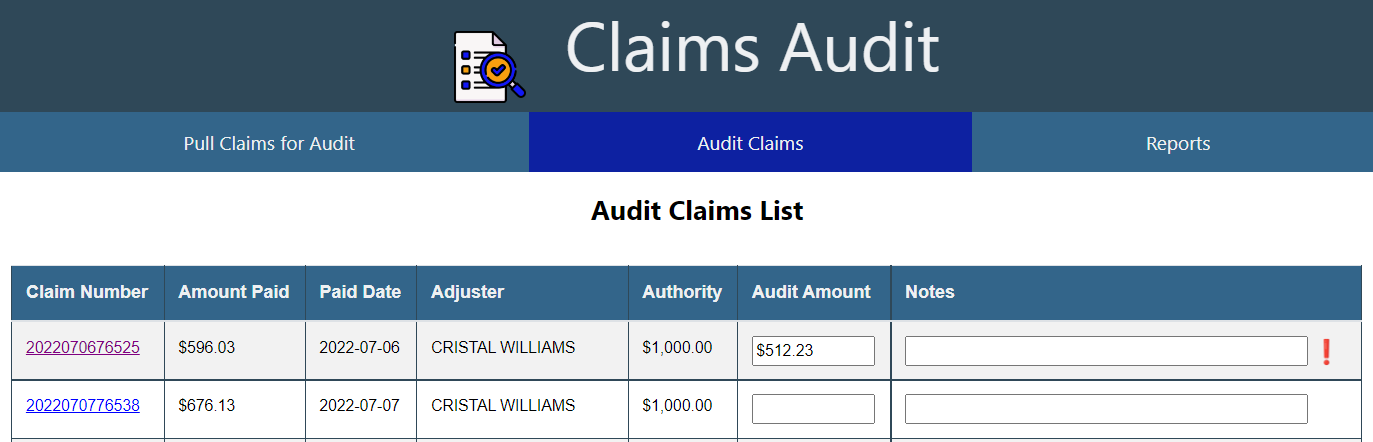 Claims Audit
Pull Claims for Audit Audit Claims Reports
Audit Claims List
Claim Number Amount Paid Paid Date Adjuster Authority Audit Amount Notes
2022070676525 $596.03 2022-07-06 CRISTAL WILLIAMS $1,000.00 $512.23 ❗
2022070776538 $676.13 2022-07-07 CRISTAL WILLIAMS $1,000.00